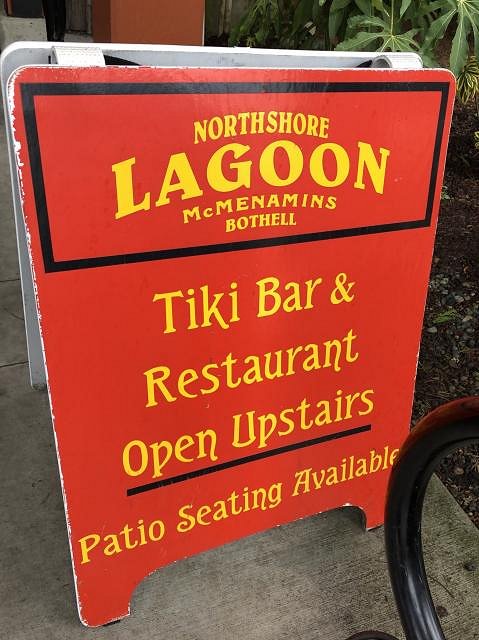 NORTHSHORE
LAGOON
McMENAMINS
BOTHELL
Tiki Bar &
Restaurant
Open Upstairs
Patio Seating Available